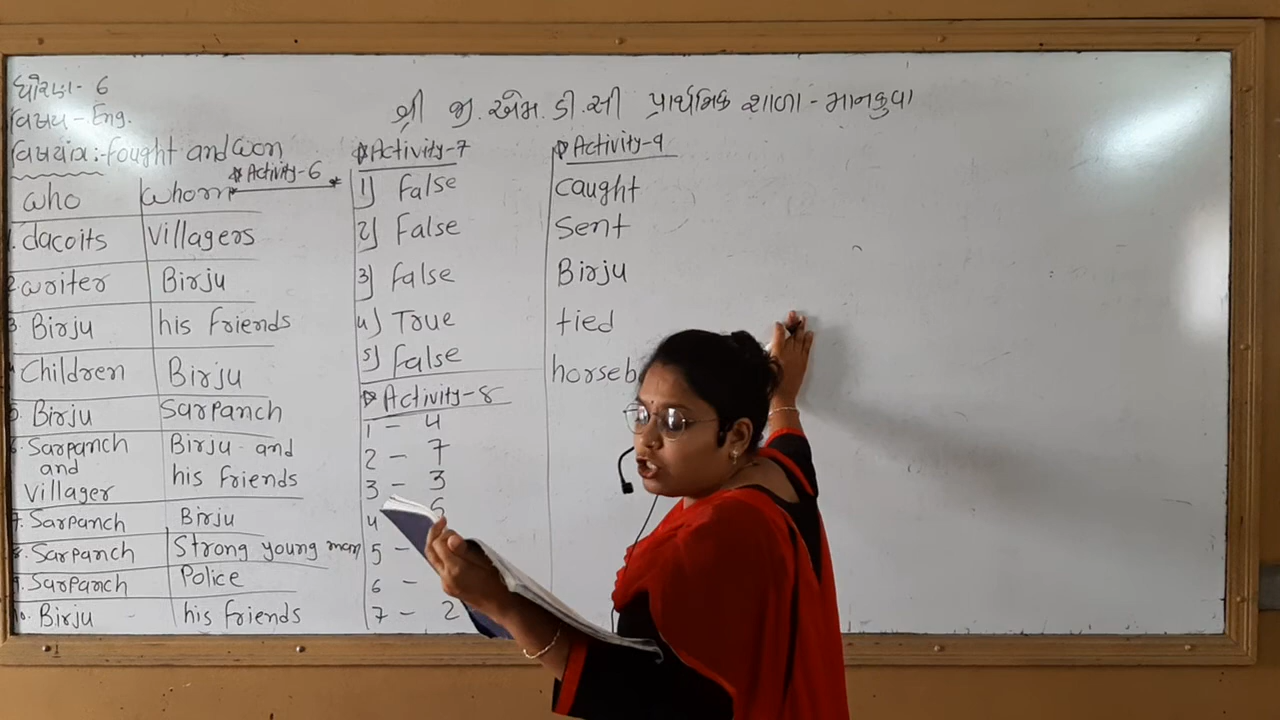 ધોરણ - 6
વિષય - Eng.
વિષયાંગ :- Fought and won
શ્રી જી. એમ. ડી. સી પ્રાર્થમિક શાળા - માનકુવા
Activity-6
who whom
1. dacoits villagers
2. writer Birju
3 Birju his friends
Children Birju
5. Birju Sarpanch
6. Sarpanch and villager Birju and his friends
7. Sarpanch Birju
8. Sarpanch Strong young man
9. Sarpanch Police
10. Birju his friends
Activity-7
1) False
2) False
3) False
4) True
5) False
Activity-8
1 - 4
2 - 7
3 - 3
4
5 -
6 -
7 - 2
Activity-9
caught
Sent
Birju
tied